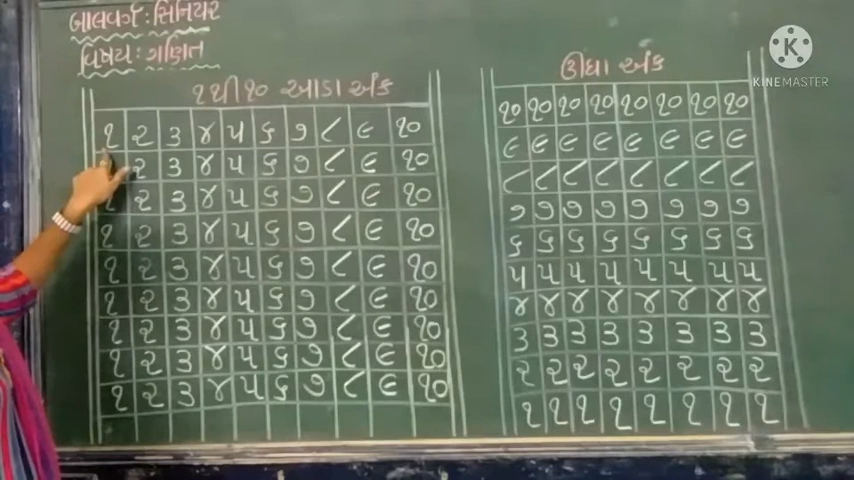 બાલવર્ગ : સિનિયર
વિષય : ગણિત
૧ થી ૧૦ આડા અંક
૧ ૨ ૩ ૪ ૫ ૬ ૭ ૮ ૯ ૧૦
૨ ૩ ૪ ૫ ૬ ૭ ૮ ૯ ૧૦
૧ ૨ ૩ ૪ ૫ ૬ ૭ ૮ ૯ ૧૦
૧ ૨ ૩ ૪ ૫ ૬ ૭ ૮ ૯ ૧૦
૧ ૨ ૩ ૪ ૫ ૬ ૭ ૮ ૯ ૧૦
૧ ૨ ૩ ૪ ૫ ૬ ૭ ૮ ૯ ૧૦
૧ ૨ ૩ ૪ ૫ ૬ ૭ ૮ ૯ ૧૦
૧ ૨ ૩ ૪ ૫ ૬ ૭ ૮ ૯ ૧૦
૧ ૨ ૩ ૪ ૫ ૬ ૭ ૮ ૯ ૧૦
ઊધા અંક
૧૦ ૧૦ ૧૦ ૧૦ ૧૦ ૧૦ ૧૦ ૧૦
૯ ૯ ૯ ૯ ૯ ૯ ૯ ૯
૮ ૮ ૮ ૮ ૮ ૮ ૮ ૮
૭ ૭ ૭ ૭ ૭ ૭ ૭ ૭
૬ ૬ ૬ ૬ ૬ ૬ ૬ ૬
૫ ૫ ૫ ૫ ૫ ૫ ૫ ૫
૪ ૪ ૪ ૪ ૪ ૪ ૪ ૪
૩ ૩ ૩ ૩ ૩ ૩ ૩ ૩
૨ ૨ ૨ ૨ ૨ ૨ ૨ ૨
૧ ૧ ૧ ૧ ૧ ૧ ૧ ૧
K
KINEMASTER